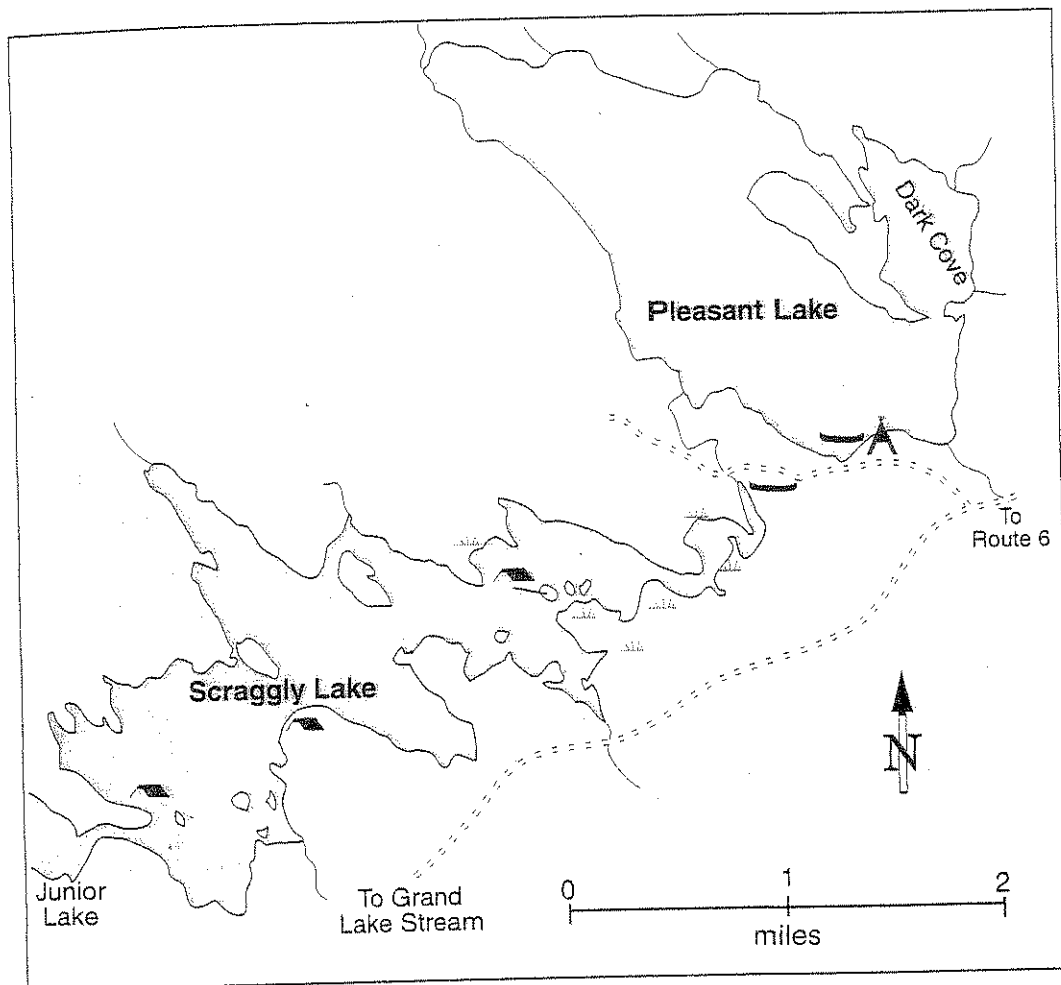 Dark Cove
Pleasant Lake
To
Route 6
Scraggly Lake
N
Junior
Lake
To Grand
Lake Stream
0 1 2
miles